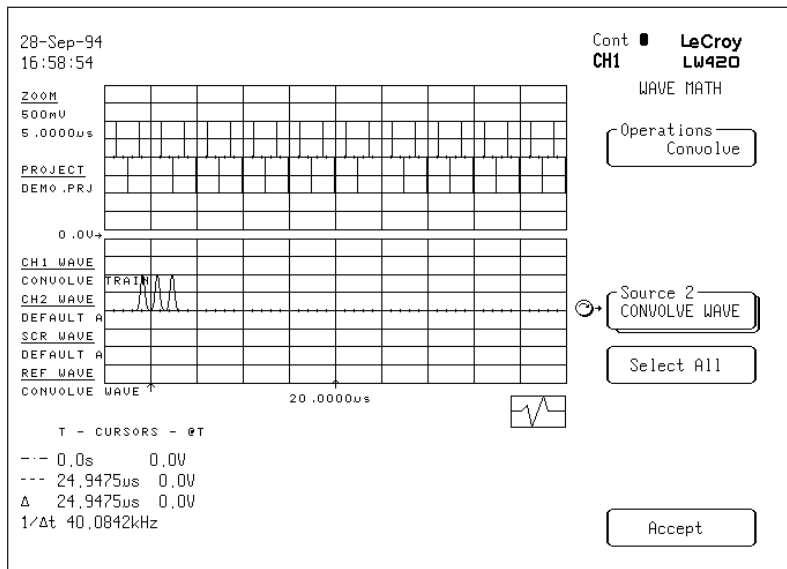 28-Sep-94
16:58:54
Cont
CH1
LeCroy
LW420
WAVE MATH
Operations
Convolve
Source 2
CONVOLVE WAVE
Select All
Accept
ZOOM
500mV
5.0000us
PROJECT
DEMO.PRJ
0.0V
CH1 WAVE
CONVOLVE TRAIN
CH2 WAVE
DEFAULT A
SCR WAVE
DEFAULT A
REF WAVE
CONVOLVE WAVE
20.0000us
T - CURSORS - @T
0.0s 0.0V
24.9475us 0.0V
Δ 24.9475us 0.0V
1/Δt 40.0842kHz